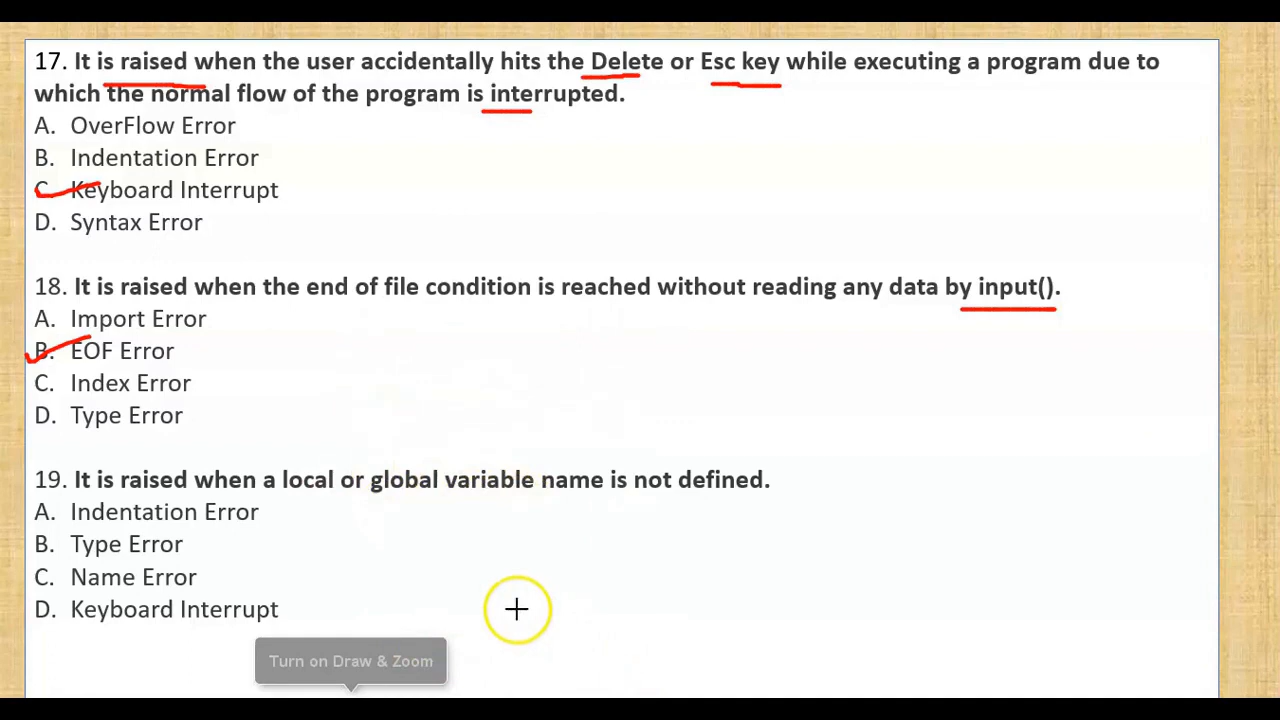 17. It is raised when the user accidentally hits the Delete or Esc key while executing a program due to
which the normal flow of the program is interrupted.
A. OverFlow Error
B. Indentation Error
C. Keyboard Interrupt
D. Syntax Error
18. It is raised when the end of file condition is reached without reading any data by input().
A. Import Error
B. EOF Error
C. Index Error
D. Type Error
19. It is raised when a local or global variable name is not defined.
A. Indentation Error
B. Type Error
C. Name Error
D. Keyboard Interrupt
Turn on Draw & Zoom